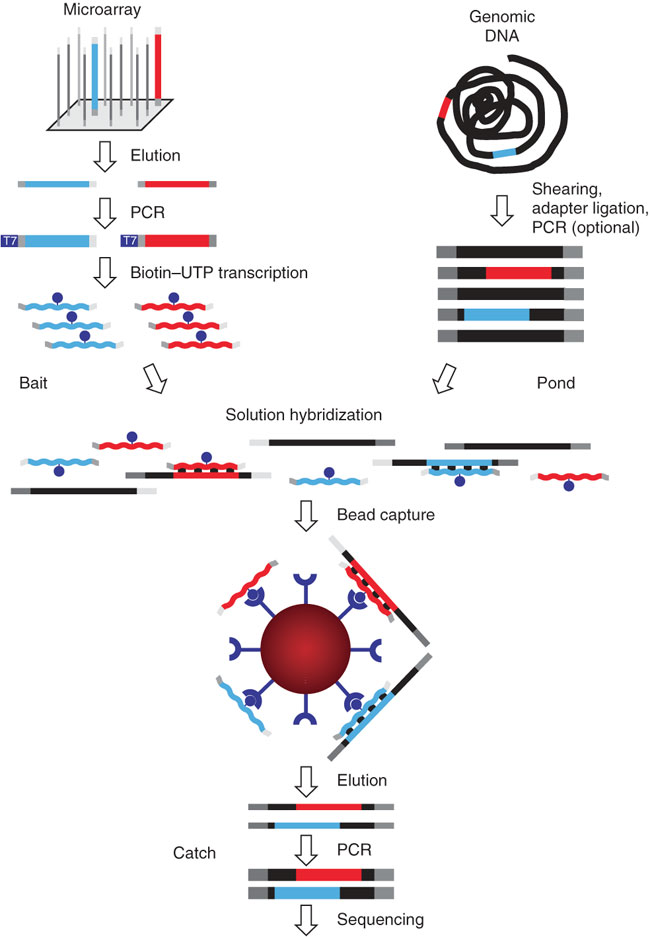 Microarray
Genomic
DNA
Elution
Shearing,
adapter ligation,
PCR (optional)
PCR
T7
T7
Biotin–UTP transcription
Bait
Pond
Solution hybridization
Bead capture
Elution
Catch
PCR
Sequencing